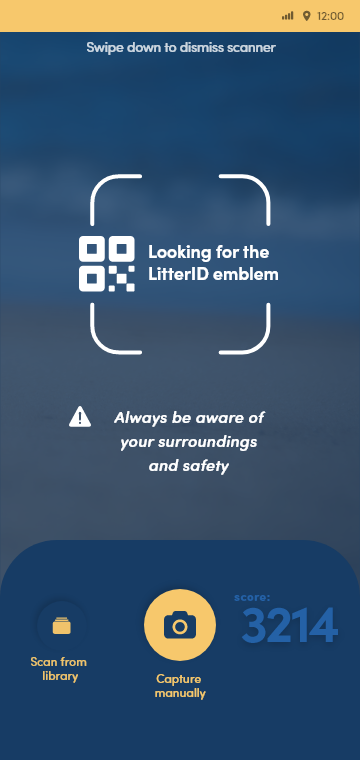 12:00
Swipe down to dismiss scanner
Looking for the
LitterID emblem
Always be aware of
your surroundings
and safety
score:
3214
Scan from
library
Capture
manually